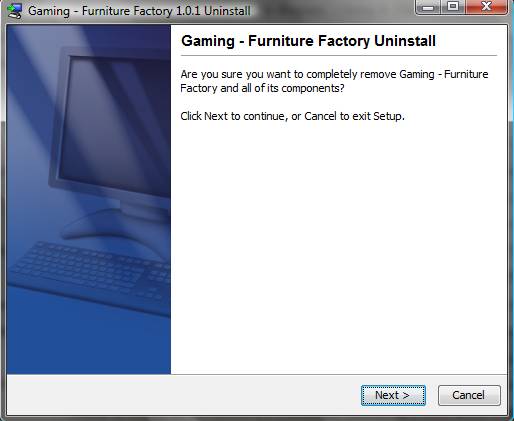 Gaming - Furniture Factory 1.0.1 Uninstall
Gaming - Furniture Factory Uninstall
Are you sure you want to completely remove Gaming - Furniture
Factory and all of its components?
Click Next to continue, or Cancel to exit Setup.
Next >
Cancel